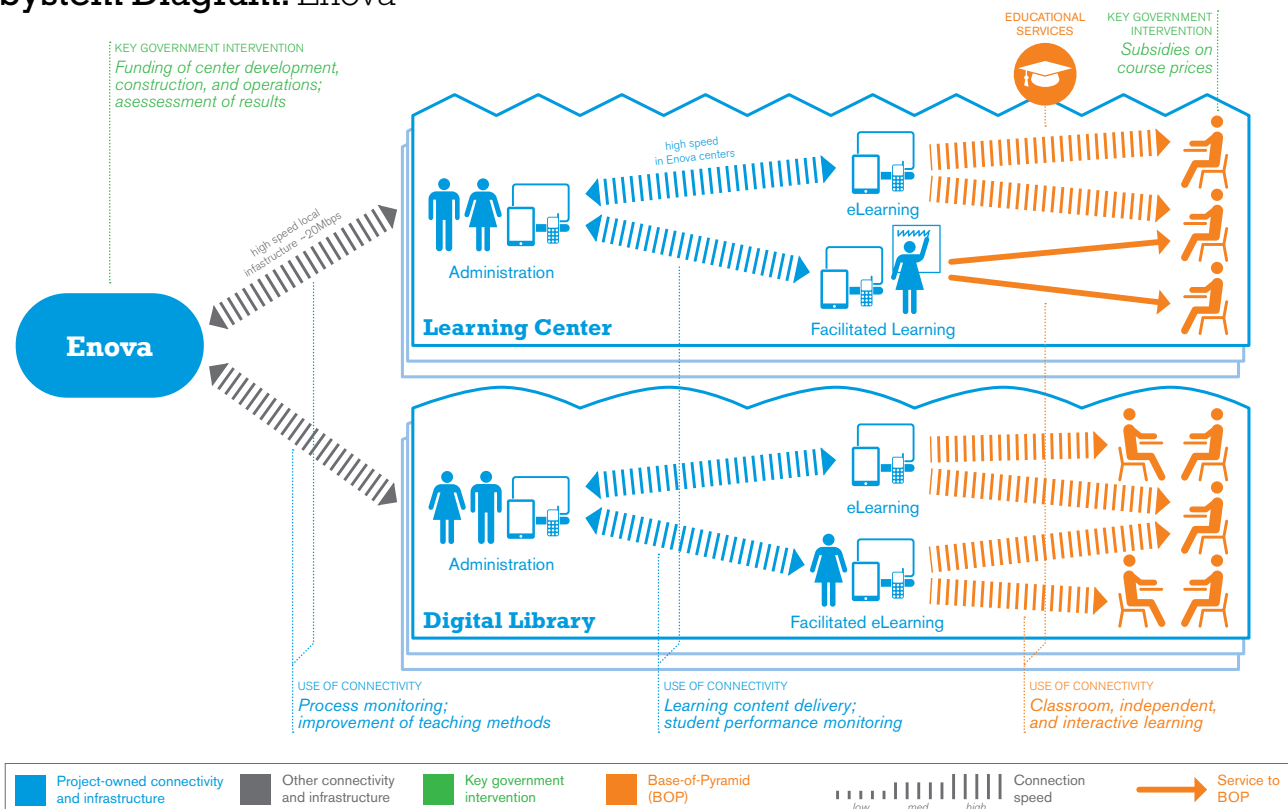 System Diagram: Enova
KEY GOVERNMENT INTERVENTION
Funding of center development,
construction, and operations;
asessessment of results
EDUCATIONAL
SERVICES
KEY GOVERNMENT
INTERVENTION
Subsidies on
course prices
high speed local
infastructure ~20Mbps
high speed
in Enova centers
Administration
eLearning
Facilitated Learning
Learning Center
Enova
Administration
eLearning
Facilitated eLearning
Digital Library
USE OF CONNECTIVITY
Process monitoring;
improvement of teaching methods
USE OF CONNECTIVITY
Learning content delivery;
student performance monitoring
USE OF CONNECTIVITY
Classroom, independent,
and interactive learning
Project-owned connectivity
and infrastructure
Other connectivity
and infrastructure
Key government
intervention
Base-of-Pyramid
(BOP)
low med high
Connection
speed
Service to
BOP